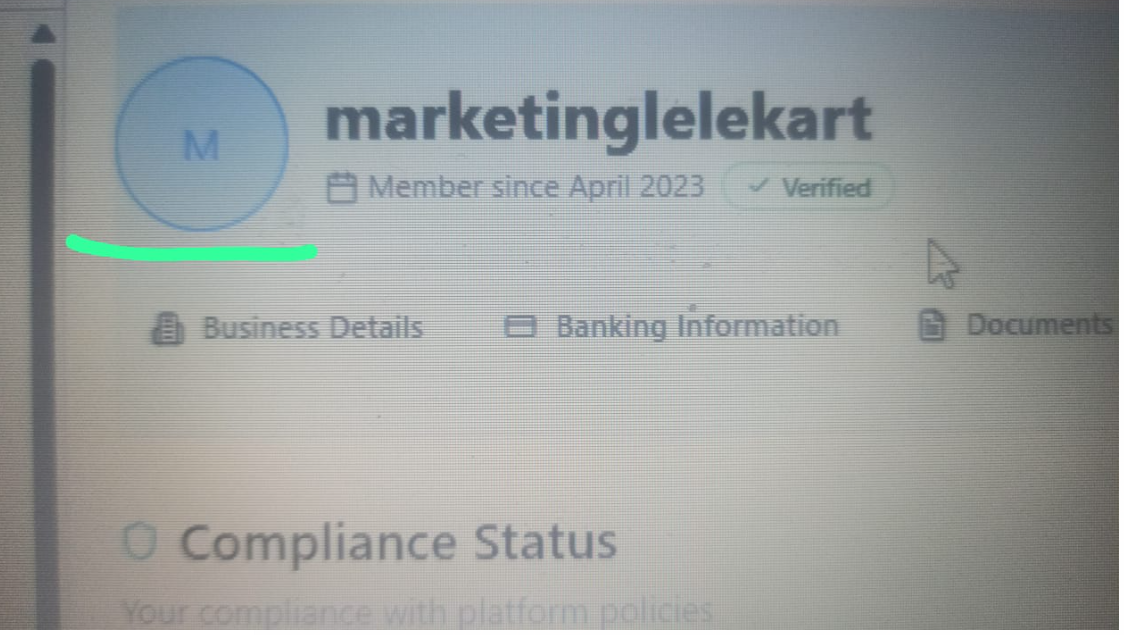 M
marketinglelekart
Member since April 2023
Verified
Business Details
Banking Information
Documents
Compliance Status
Your compliance with platform policies